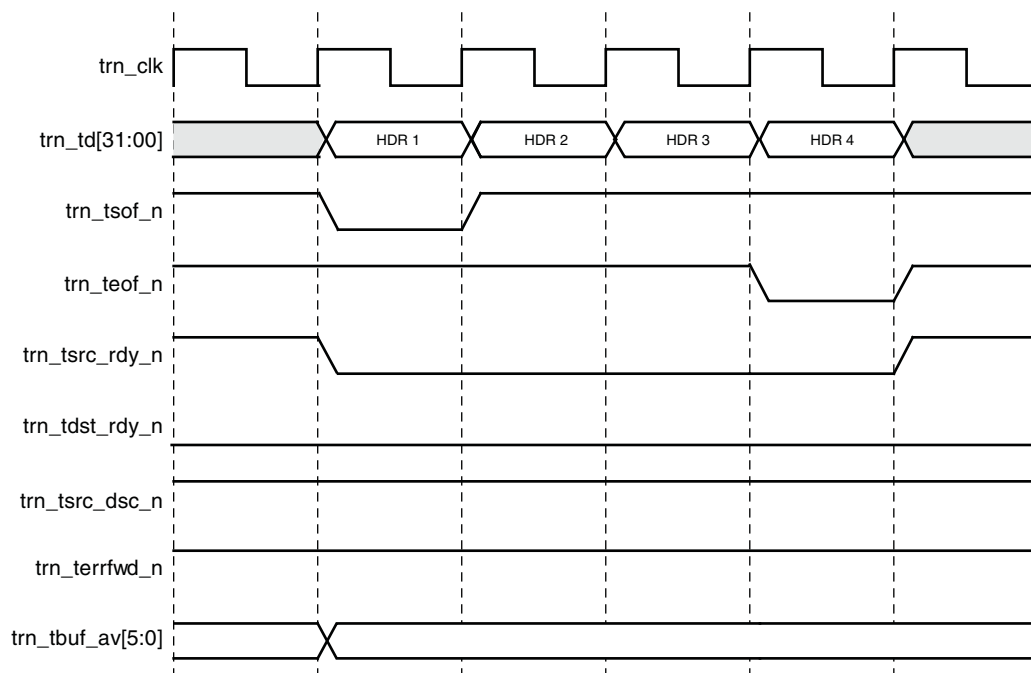 trn_clk
trn_td[31:00]
HDR 1 HDR 2 HDR 3 HDR 4
trn_tsof_n
trn_teof_n
trn_tsrc_rdy_n
trn_tdst_rdy_n
trn_tsrc_dsc_n
trn_terrfwd_n
trn_tbuf_av[5:0]